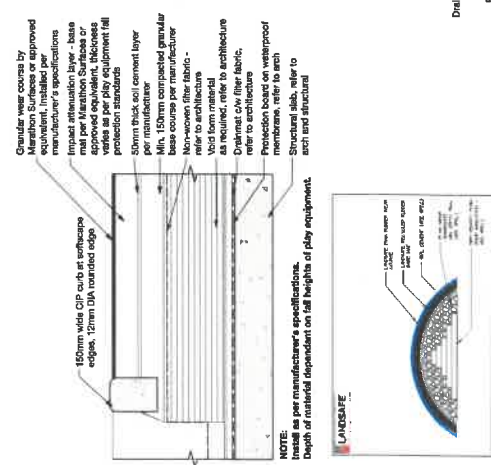 Granular wear course by
Marathon Surfaces or approved
equivalent, installed per
manufacturer's specifications
Impact attenuation layer - base
mat per Marathon Surfaces or
approved equivalent, thickness
varies as per play equipment fall
protection standards
50mm thick soil cement layer
per manufacturer
Min. 150mm compacted granular
base course per manufacturer
Non-woven filter fabric -
refer to architecture
Void form material
as required, refer to architecture
Drainmat c/w filter fabric,
refer to architecture
Protection board on waterproof
membrane, refer to arch
Structural slab, refer to
arch and structural
150mm wide CIP curb at softscape
edges, 12mm DIA rounded edge
NOTE:
Install as per manufacturer's specifications.
Depth of material dependant on fall heights of play equipment.
LANDSAFE
Drai